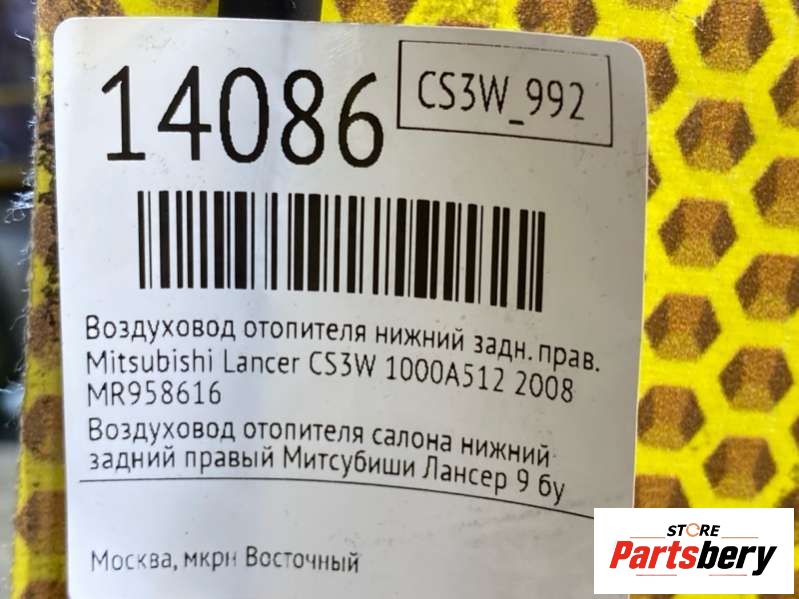 14086
CS3W_992
Воздуховод отопителя нижний задн. прав.
Mitsubishi Lancer CS3W 1000A512 2008
MR958616
Воздуховод отопителя салона нижний
задний правый Митсубиши Лансер 9 бу
Москва, мкрн Восточный
STORE
Partsbery